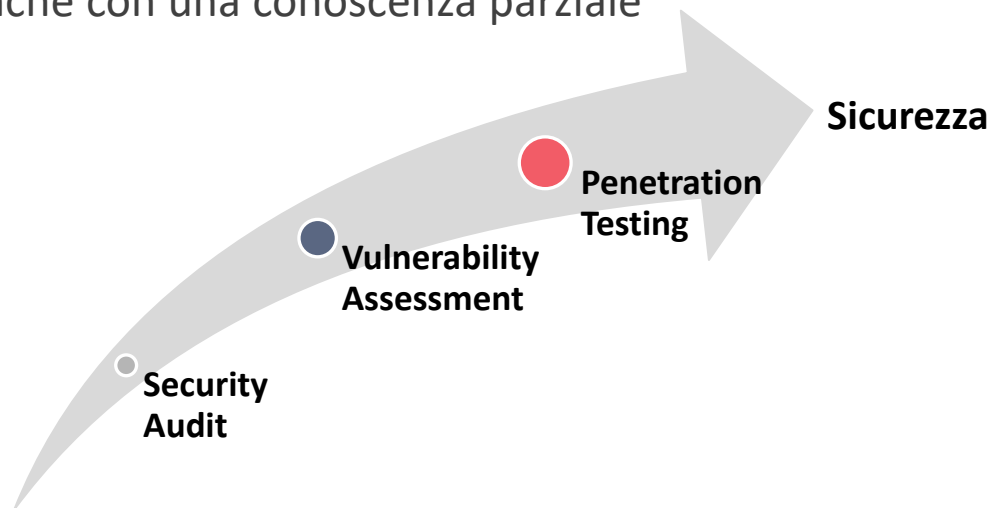 con una conoscenza parziale
Sicurezza
Penetration
Testing
Vulnerability
Assessment
Security
Audit